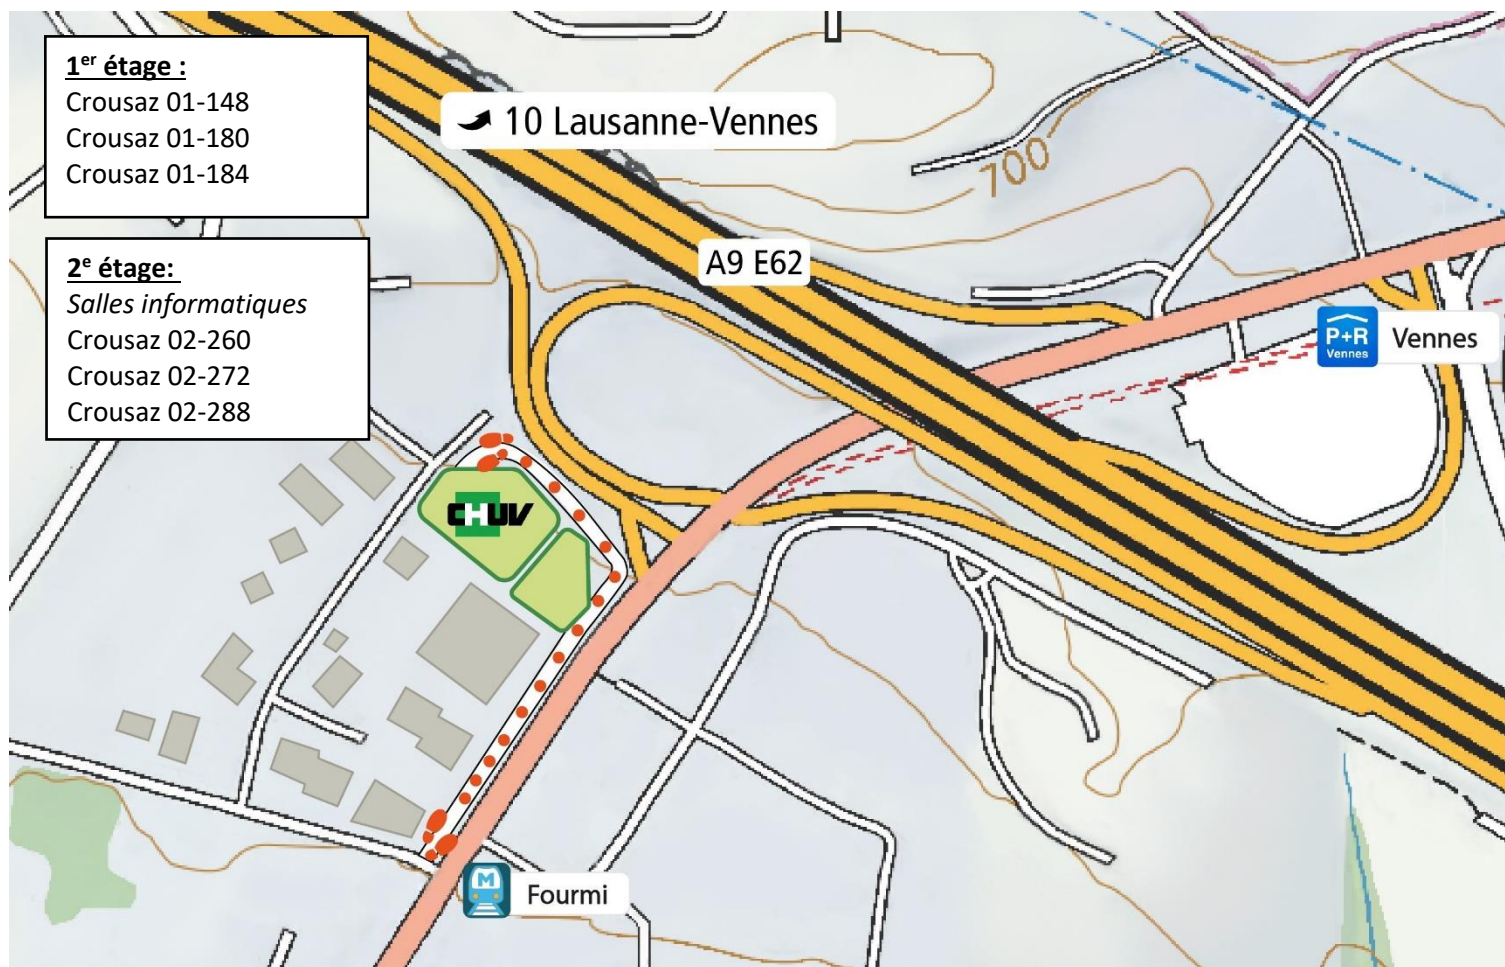 1er étage :
Crousaz 01-148
Crousaz 01-180
Crousaz 01-184
2e étage:
Salles informatiques
Crousaz 02-260
Crousaz 02-272
Crousaz 02-288
10 Lausanne-Vennes
700
A9 E62
P+R
Vennes
Vennes
CHUV
M
Fourmi